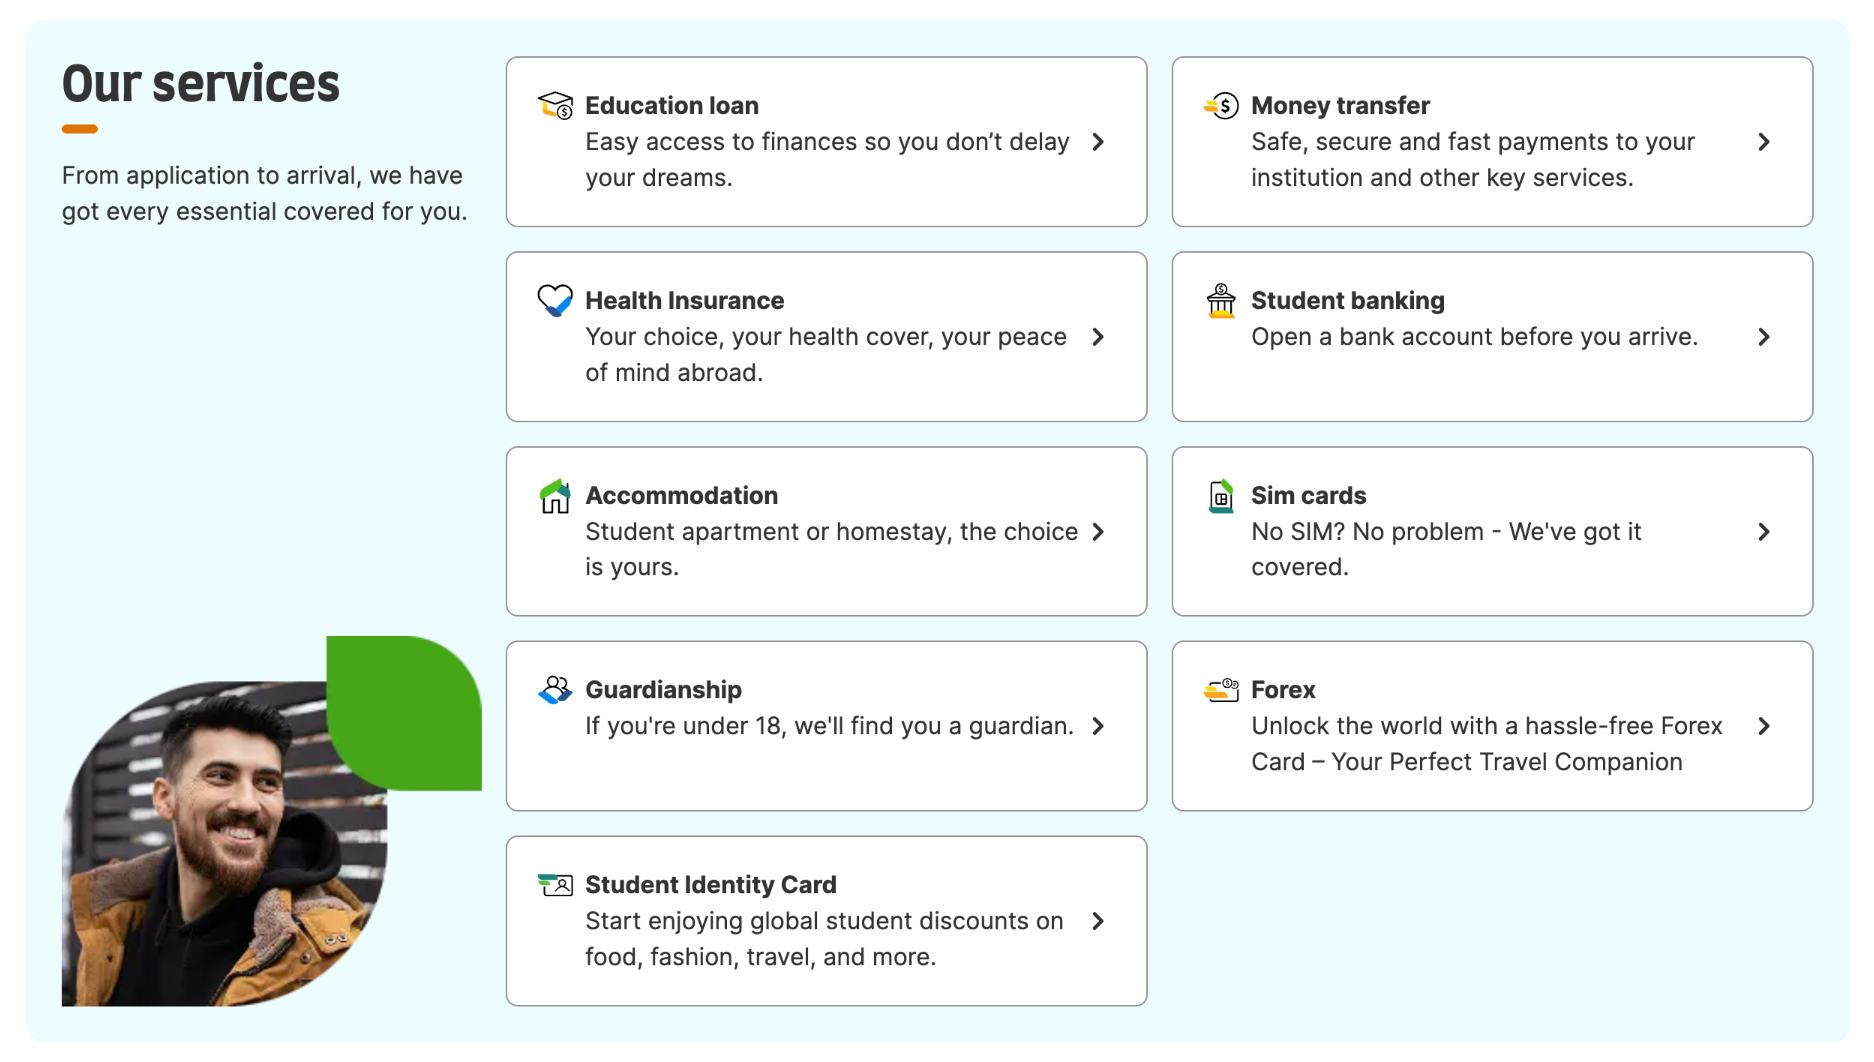 Our services
From application to arrival, we have
got every essential covered for you.
Education loan
Easy access to finances so you don’t delay
your dreams.
Money transfer
Safe, secure and fast payments to your
institution and other key services.
Health Insurance
Your choice, your health cover, your peace
of mind abroad.
Student banking
Open a bank account before you arrive.
Accommodation
Student apartment or homestay, the choice
is yours.
Sim cards
No SIM? No problem - We've got it
covered.
Guardianship
If you're under 18, we'll find you a guardian.
Forex
Unlock the world with a hassle-free Forex
Card – Your Perfect Travel Companion
Student Identity Card
Start enjoying global student discounts on
food, fashion, travel, and more.